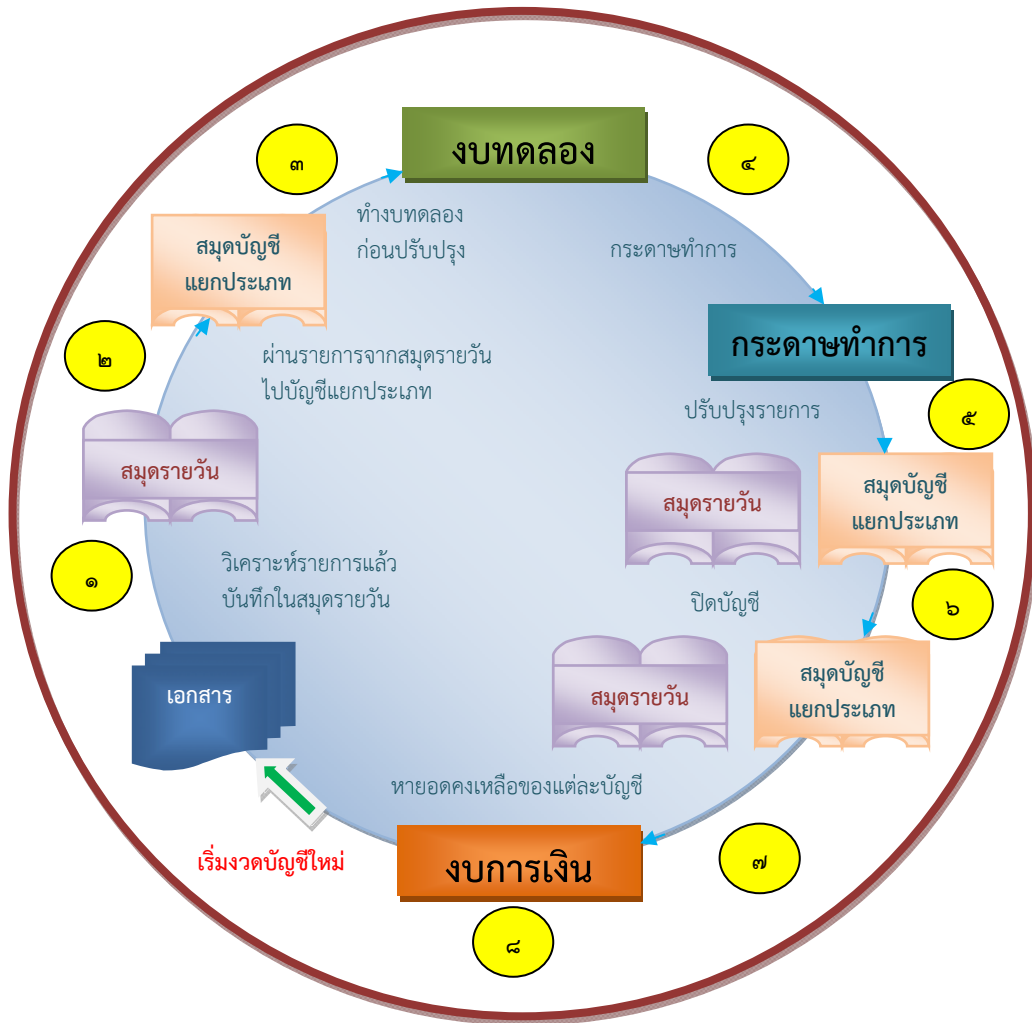 ๓
งบทดลอง
๔
ทำงบทดลอง
ก่อนปรับปรุง
กระดาษทำการ
สมุดบัญชี
แยกประเภท
๒
ผ่านรายการจากสมุดรายวัน
ไปบัญชีแยกประเภท
กระดาษทำการ
ปรับปรุงรายการ
๕
สมุดรายวัน
สมุดรายวัน
สมุดบัญชี
แยกประเภท
๑
วิเคราะห์รายการแล้ว
บันทึกในสมุดรายวัน
ปิดบัญชี
๖
เอกสาร
สมุดรายวัน
สมุดบัญชี
แยกประเภท
หายอดคงเหลือของแต่ละบัญชี
เริ่มงวดบัญชีใหม่
งบการเงิน
๗
๘